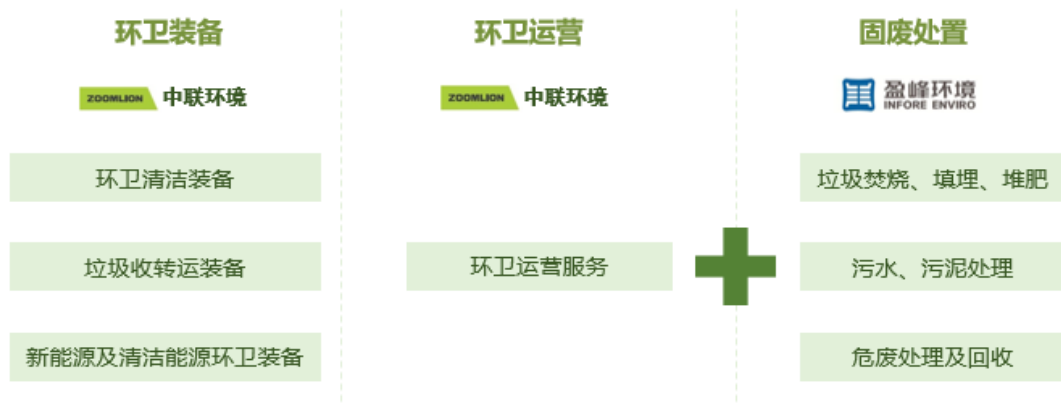 环卫装备
ZOOMLION 中联环境
环卫清洁装备
垃圾收转运装备
新能源及清洁能源环卫装备
环卫运营
ZOOMLION 中联环境
环卫运营服务
固废处置
盈峰环境
INFORE ENVIRO
垃圾焚烧、填埋、堆肥
污水、污泥处理
危废处理及回收